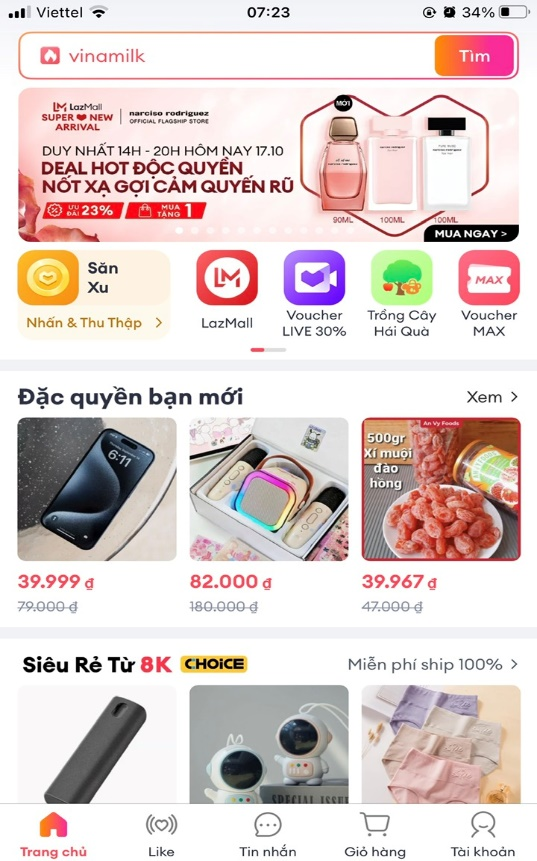 Viettel 07:23 34%
vinamilk Tìm
LazMall narciso rodriguez
SUPER NEW OFFICIAL FLAGSHIP STORE
ARRIVAL
MỚI
DUY NHẤT 14H - 20H HÔM NAY 17.10
DEAL HOT ĐỘC QUYỀN
NỐT XẠ GỢI CẢM QUYẾN RŨ
ƯU ĐÃI 23% MUA TẶNG 1
90ML 100ML 100ML
MUA NGAY >
Săn
Xu
Nhấn & Thu Thập
LazMall
Voucher
LIVE 30%
Trồng Cây
Hái Quà
MAX
Voucher
MAX
Đặc quyền bạn mới Xem
6:11
An Vy Foods
500gr
Xí muội
đào
hồng
39.999 ₫ 82.000 ₫ 39.967 ₫
79.000 ₫ 180.000 ₫ 47.000 ₫
Siêu Rẻ Từ 8K CHOICE Miễn phí ship 100%
SPECIAL ISSUE
Trang chủ Like Tin nhắn Giỏ hàng Tài khoản